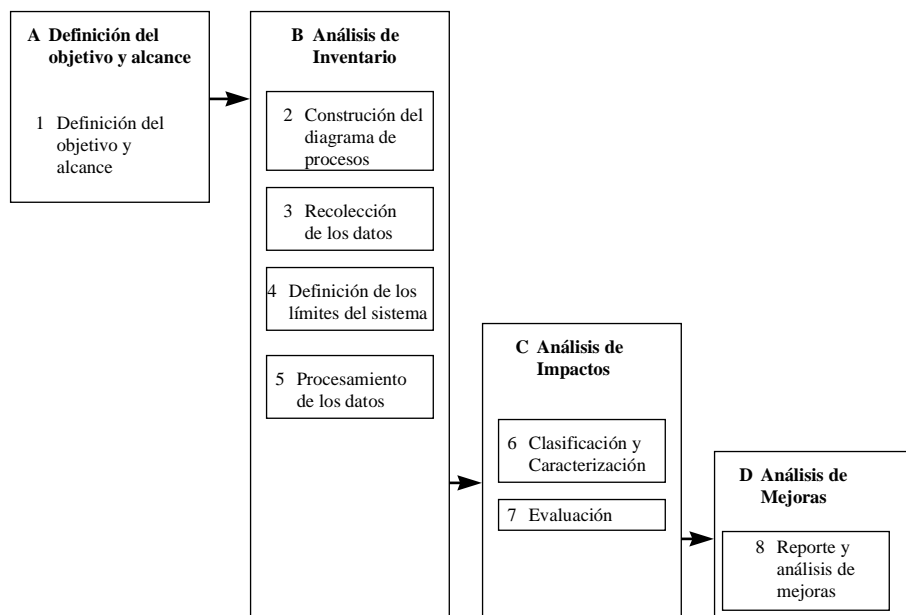 A Definición del
objetivo y alcance
1 Definición del
objetivo y
alcance
B Análisis de
Inventario
2 Construción del
diagrama de
procesos
3 Recolección
de los datos
4 Definición de los
límites del sistema
5 Procesamiento
de los datos
C Análisis de
Impactos
6 Clasificación y
Caracterización
7 Evaluación
D Análisis de
Mejoras
8 Reporte y
análisis de
mejoras